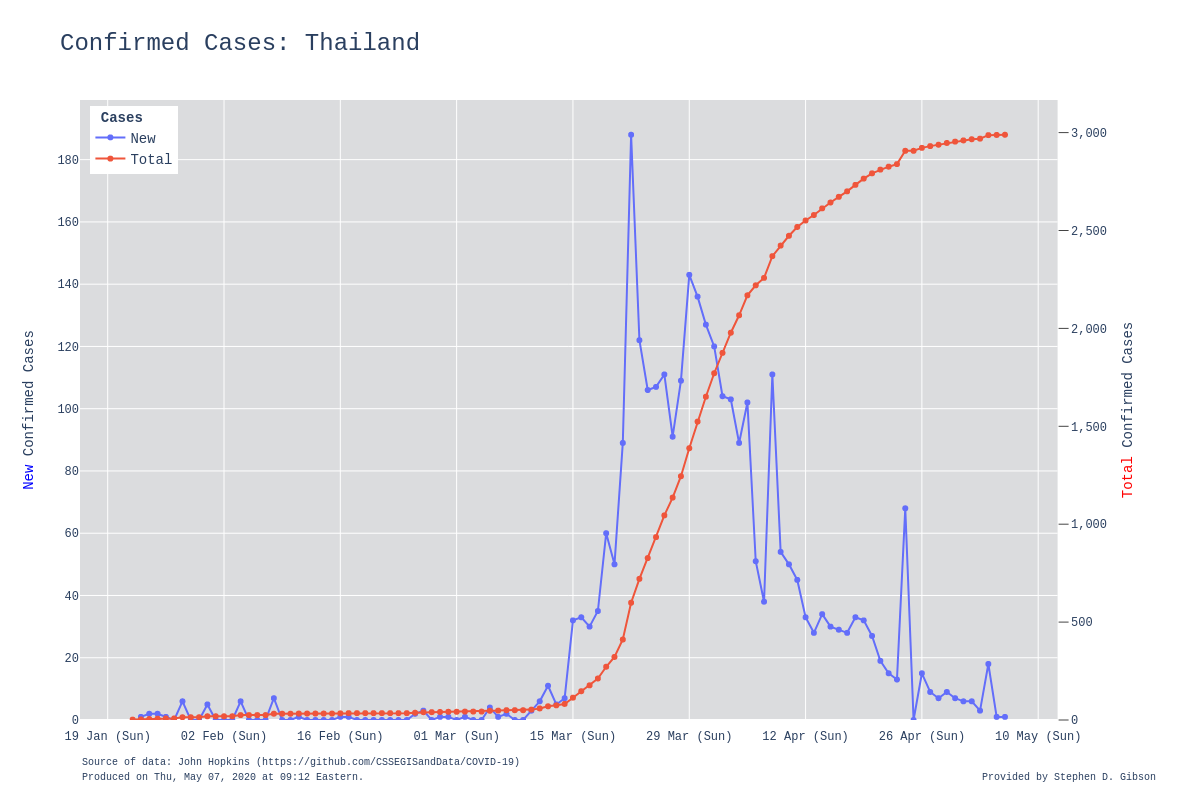 Confirmed Cases: Thailand
Cases
New
Total
180
160
140
120
100
80
60
40
20
0
New Confirmed Cases
3,000
2,500
2,000
1,500
1,000
500
0
Total Confirmed Cases
19 Jan (Sun) 02 Feb (Sun) 16 Feb (Sun) 01 Mar (Sun) 15 Mar (Sun) 29 Mar (Sun) 12 Apr (Sun) 26 Apr (Sun) 10 May (Sun)
Source of data: John Hopkins (https://github.com/CSSEGISandData/COVID-19)
Produced on Thu, May 07, 2020 at 09:12 Eastern.
Provided by Stephen D. Gibson